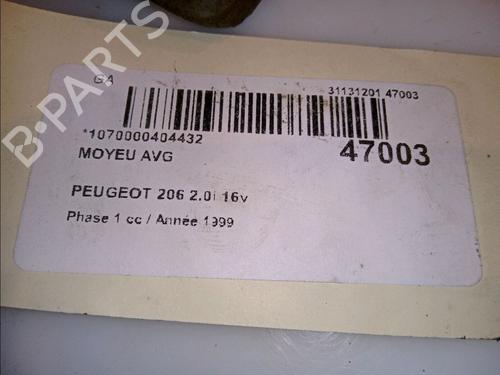 B-PARTS
GA
31131201 47003
*1070000404432
47003
MOYEU AVG
PEUGEOT 206 2.0i 16v
Phase 1 cc / Année 1999